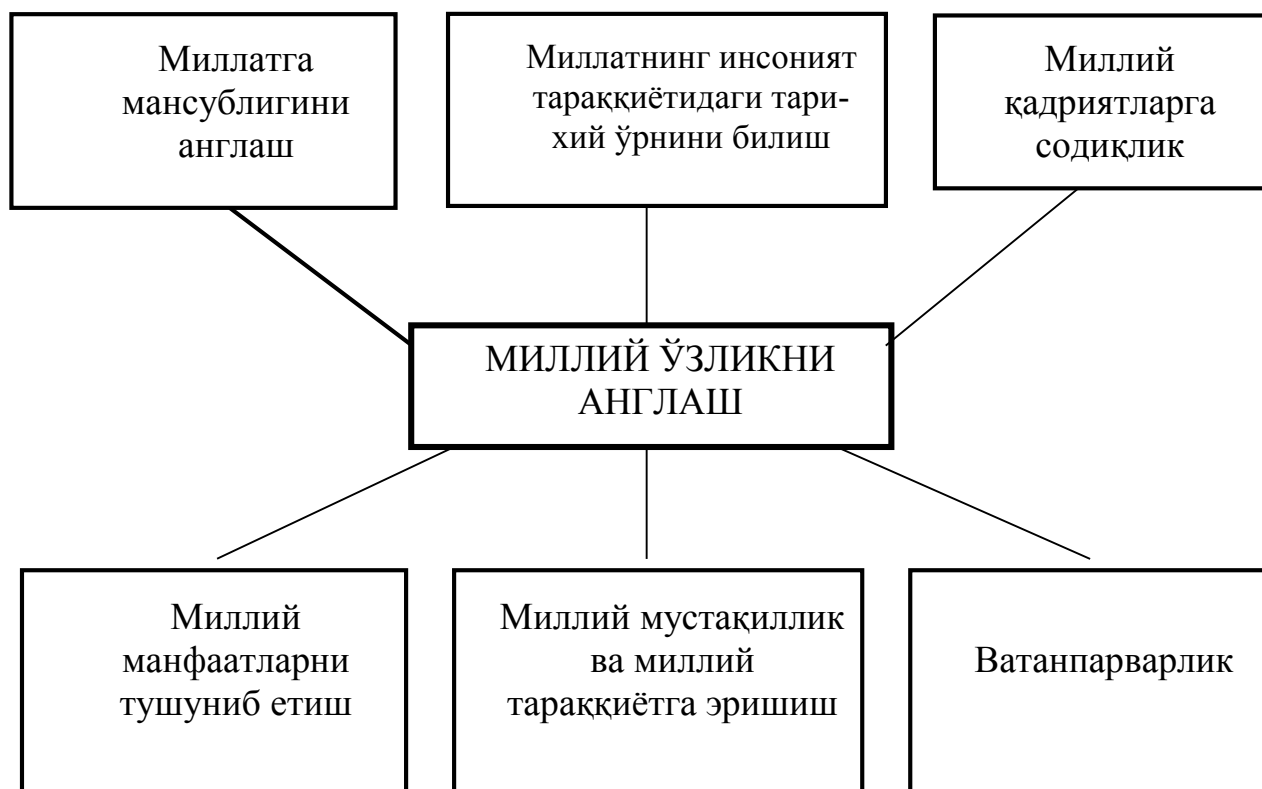 Миллатга
мансублигини
англаш
Миллатнинг инсоният
тараққиётидаги тари-
хий ўрнини билиш
Миллий
қадриятларга
содиқлик
МИЛЛИЙ ЎЗЛИКНИ
АНГЛАШ
Миллий
манфаатларни
тушуниб етиш
Миллий мустақиллик
ва миллий
тараққиётга эришиш
Ватанпарварлик